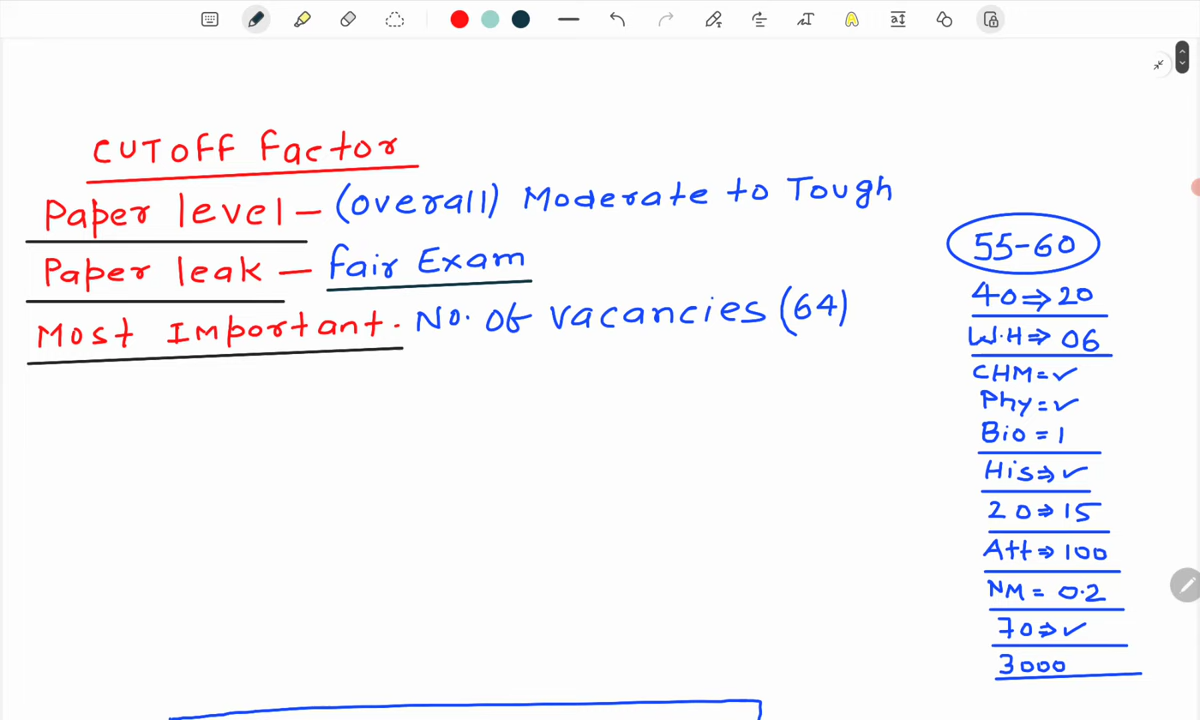 CUTOFF Factor
Paper level - (overall) Moderate to Tough
Paper leak - fair Exam
Most Important. No. of vacancies (64)
55-60
40⇒20
W.H⇒06
CHM=✓
Phy=✓
Bio=1
His⇒✓
20⇒15
Att⇒100
NM=0.2
70⇒✓
3000